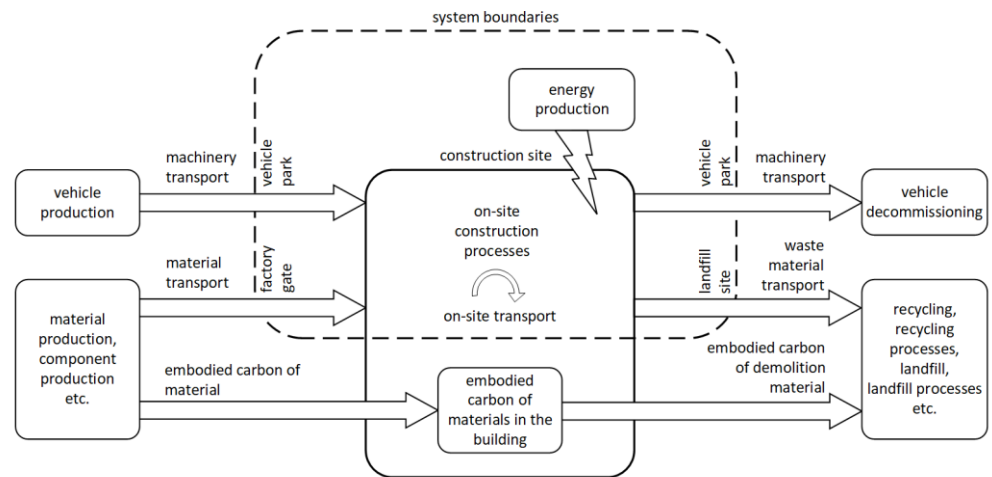 system boundaries
energy
production
construction site
machinery
transport
vehicle
park
vehicle
park
machinery
transport
vehicle
production
vehicle
decommissioning
on-site
construction
processes
on-site transport
material
transport
factory
gate
landfill
site
waste
material
transport
material
production,
component
production
etc.
recycling,
recycling
processes,
landfill,
landfill processes
etc.
embodied carbon of
material
embodied
carbon of
materials in the
building
embodied carbon
of demolition
material